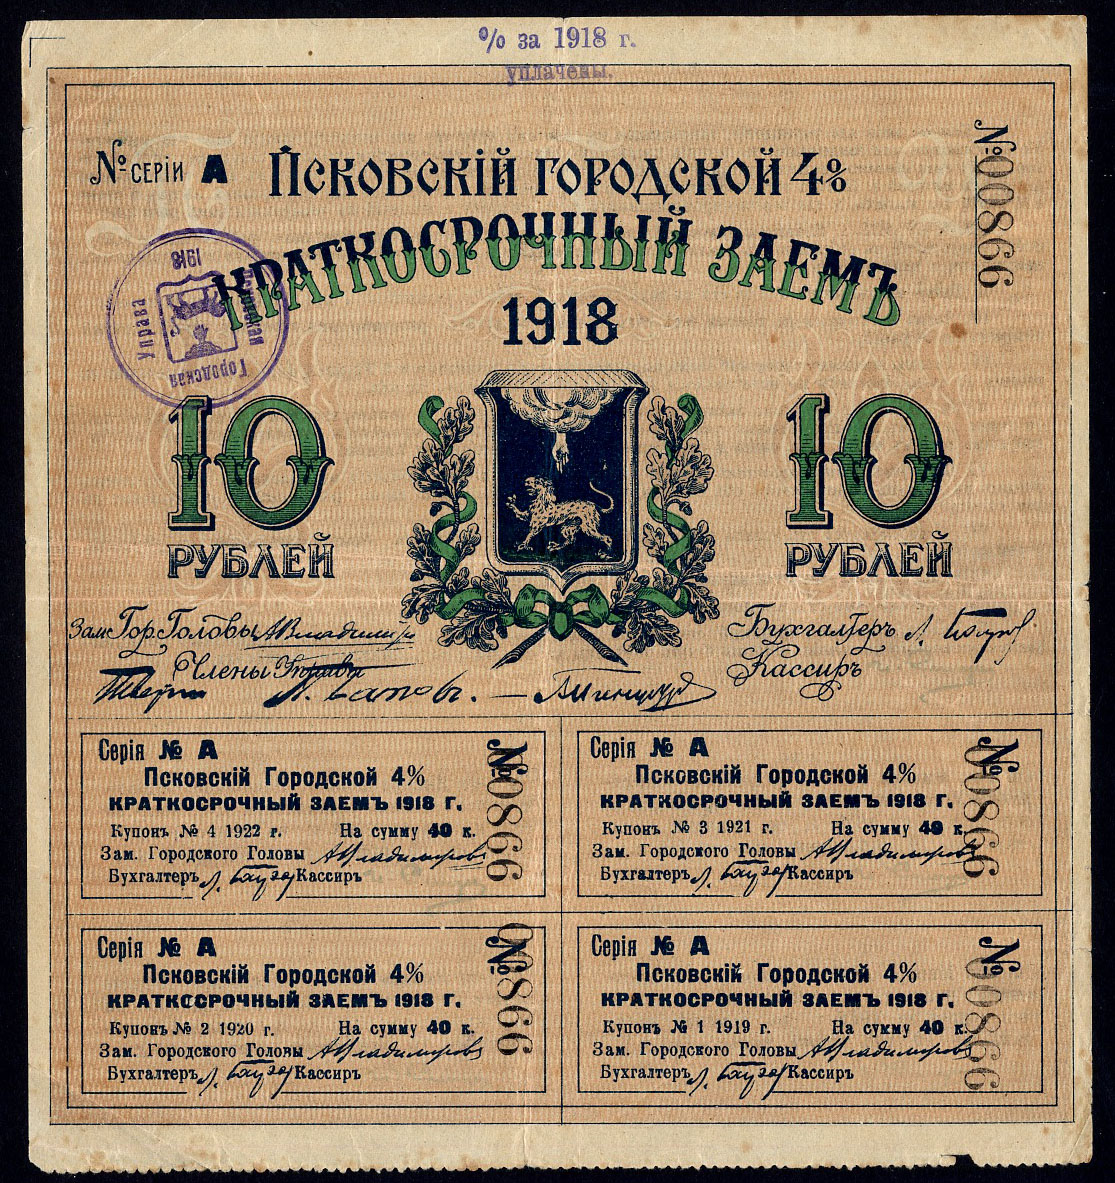 % за 1918 г.
уплачены.
№ СЕРІИ А
ПСКОВСКІЙ ГОРОДСКОЙ 4%
№ 00866
КРАТКОСРОЧНЫЙ ЗАЕМЪ
1918
Псковская Городская Управа
1918
10
РУБЛЕЙ
10
РУБЛЕЙ
Зам. Гор. Головы
Бухгалтеръ
Члены Управы
Кассиръ
Серія № А
Псковскій Городской 4%
КРАТКОСРОЧНЫЙ ЗАЕМЪ 1918 Г.
Купонъ № 4 1922 г. На сумму 40 к.
Зам. Городского Головы
Бухгалтеръ Кассиръ
№ 00866
Серія № А
Псковскій Городской 4%
КРАТКОСРОЧНЫЙ ЗАЕМЪ 1918 Г.
Купонъ № 3 1921 г. На сумму 40 к.
Зам. Городского Головы
Бухгалтеръ Кассиръ
№ 00866
Серія № А
Псковскій Городской 4%
КРАТКОСРОЧНЫЙ ЗАЕМЪ 1918 Г.
Купонъ № 2 1920 г. На сумму 40 к.
Зам. Городского Головы
Бухгалтеръ Кассиръ
№ 00866
Серія № А
Псковскій Городской 4%
КРАТКОСРОЧНЫЙ ЗАЕМЪ 1918 Г.
Купонъ № 1 1919 г. На сумму 40 к.
Зам. Городского Головы
Бухгалтеръ Кассиръ
№ 00866